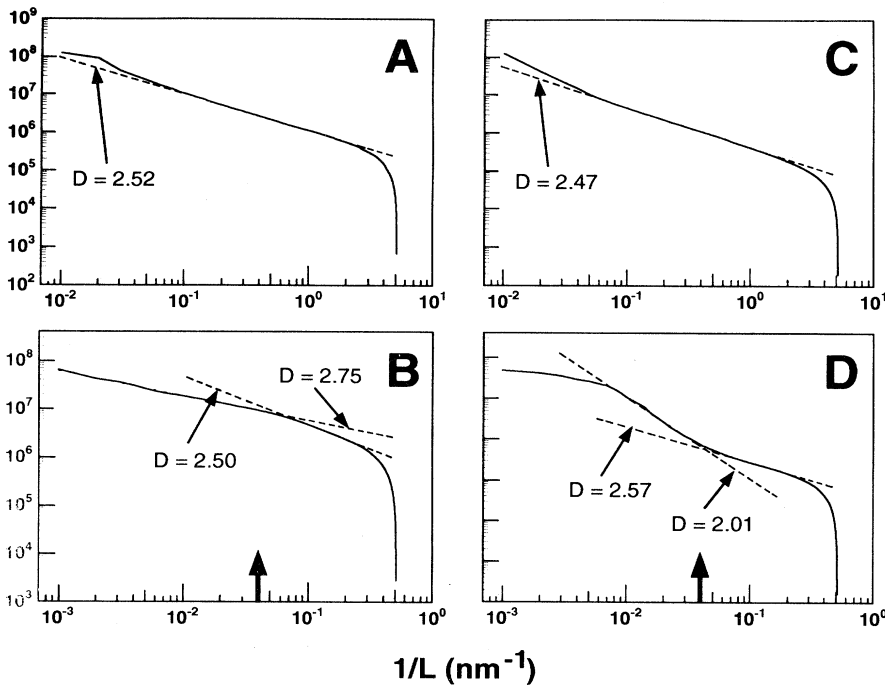 10⁹
10⁸
10⁷
10⁶
10⁵
10⁴
10³
10²
A
D = 2.52
10⁻² 10⁻¹ 10⁰ 10¹
C
D = 2.47
10⁻² 10⁻¹ 10⁰ 10¹
10⁸
10⁷
10⁶
10⁵
10⁴
10³
B
D = 2.75
D = 2.50
10⁻³ 10⁻² 10⁻¹ 10⁰
D
D = 2.57
D = 2.01
10⁻³ 10⁻² 10⁻¹ 10⁰
1/L (nm⁻¹)